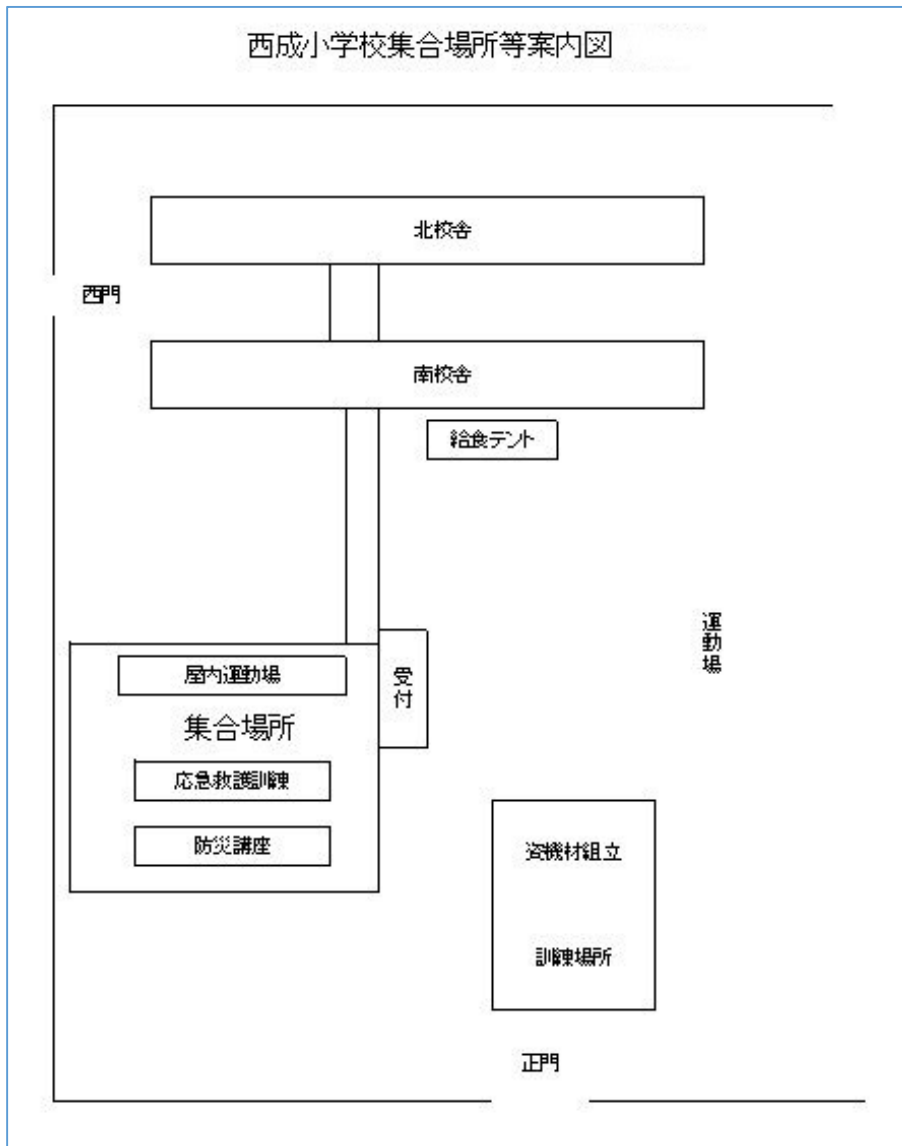 西成小学校集合場所等案内図
北校舎
西門
南校舎
給食テント
運動場
屋内運動場
受付
集合場所
応急救護訓練
防災講座
資機材組立
訓練場所
正門